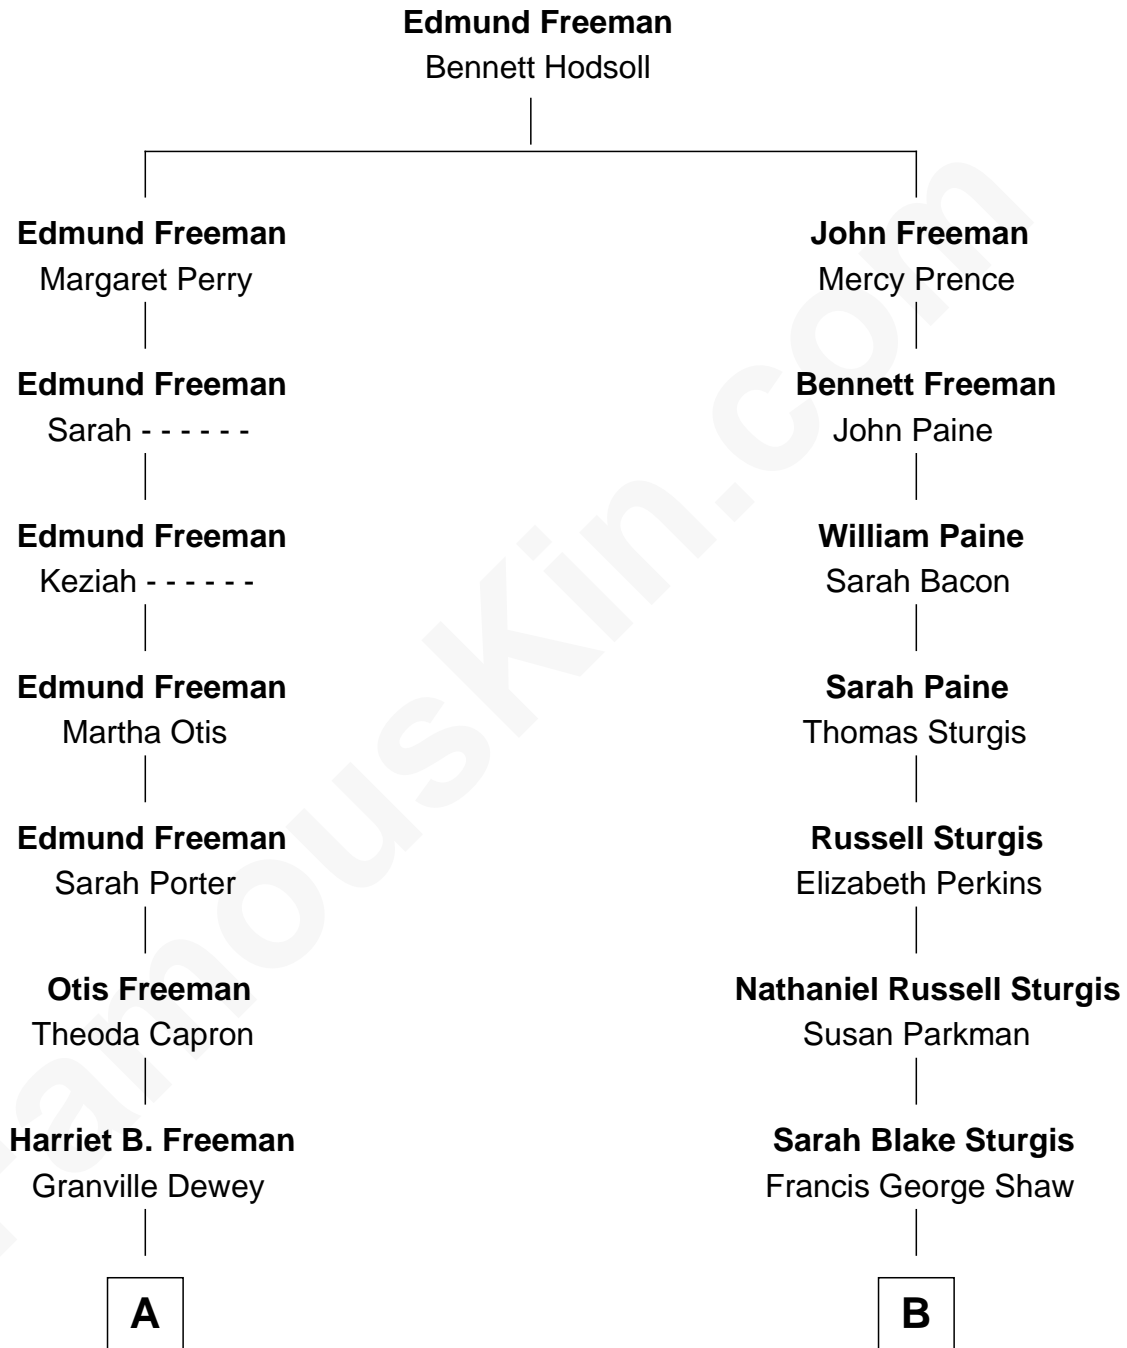 Edmund Freeman
Bennett Hodsoll
Edmund Freeman
Margaret Perry
John Freeman
Mercy Prence
Edmund Freeman
Sarah - - - - - -
Bennett Freeman
John Paine
Edmund Freeman
Keziah - - - - - -
William Paine
Sarah Bacon
Edmund Freeman
Martha Otis
Sarah Paine
Thomas Sturgis
Edmund Freeman
Sarah Porter
Russell Sturgis
Elizabeth Perkins
Otis Freeman
Theoda Capron
Nathaniel Russell Sturgis
Susan Parkman
Harriet B. Freeman
Granville Dewey
Sarah Blake Sturgis
Francis George Shaw
A
B
FamousKin.com